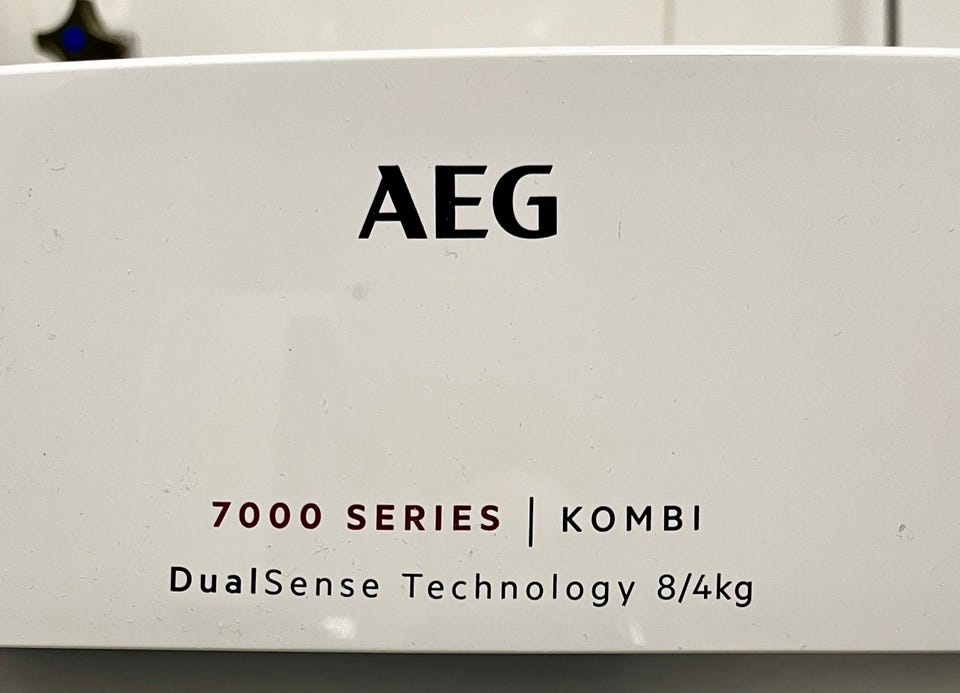 AEG
7000 SERIES | KOMBI
DualSense Technology 8/4kg